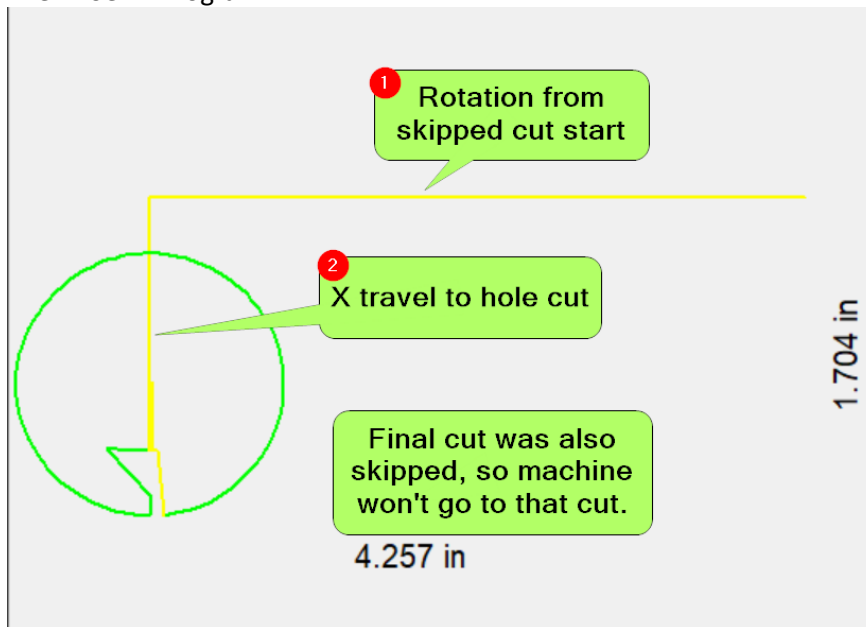 1
Rotation from
skipped cut start
2
X travel to hole cut
1.704 in
Final cut was also
skipped, so machine
won't go to that cut.
4.257 in